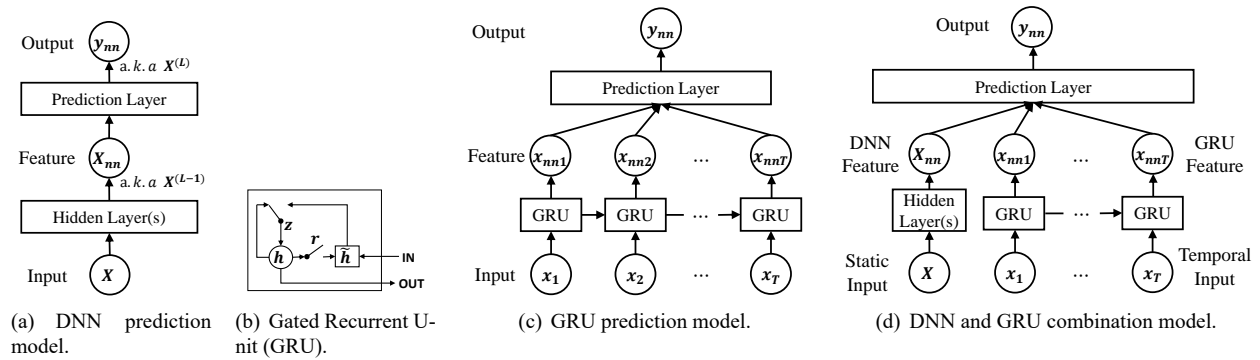 Output
y_nn
a.k.a X^(L)
Prediction Layer
Feature
X_nn
a.k.a X^(L-1)
Hidden Layer(s)
Input
X
(a) DNN prediction
model.
z
r
h
h̃
IN
OUT
(b) Gated Recurrent U-
nit (GRU).
Output
y_nn
Prediction Layer
Feature
x_nn1 x_nn2 ... x_nnT
GRU GRU ... GRU
Input
x_1 x_2 ... x_T
(c) GRU prediction model.
Output
y_nn
Prediction Layer
DNN
Feature
X_nn x_nn1 ... x_nnT
GRU
Feature
Hidden
Layer(s)
GRU ... GRU
Static
Input
X x_1 ... x_T
Temporal
Input
(d) DNN and GRU combination model.